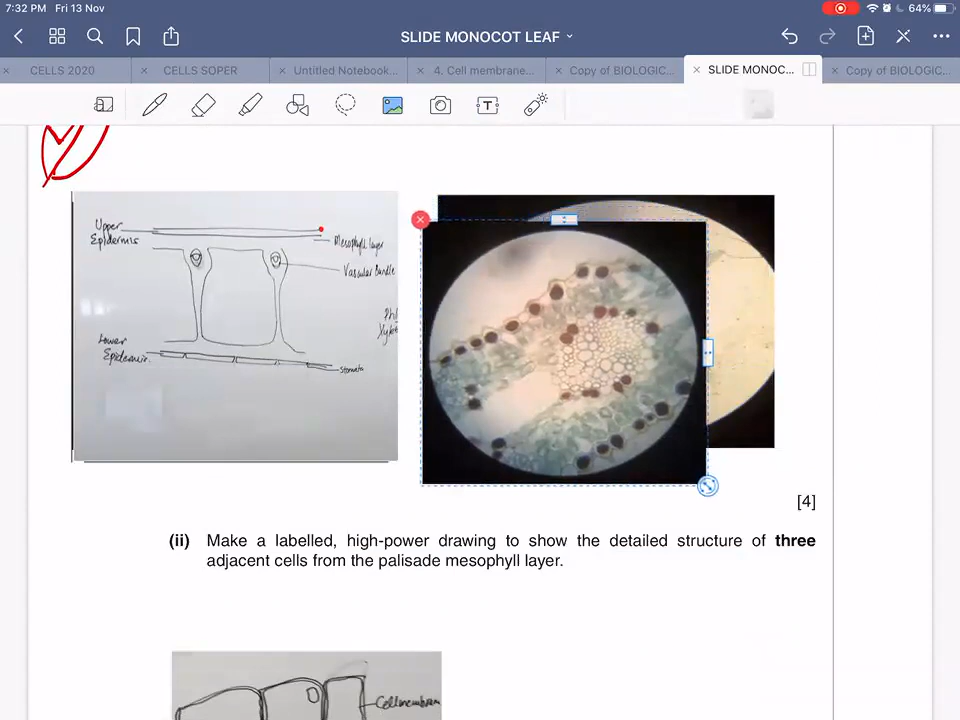 7:32 PM Fri 13 Nov
64%
SLIDE MONOCOT LEAF
CELLS 2020
CELLS SOPER
Untitled Notebook...
4. Cell membrane...
Copy of BIOLOGIC...
SLIDE MONOC...
Copy of BIOLOGIC...
T
Upper
Epidermis
Mesophyll layer
Vascular Bundle
Lower
Epidermis.
Stomata
[4]
(ii) Make a labelled, high-power drawing to show the detailed structure of three
adjacent cells from the palisade mesophyll layer.
Cell membrane